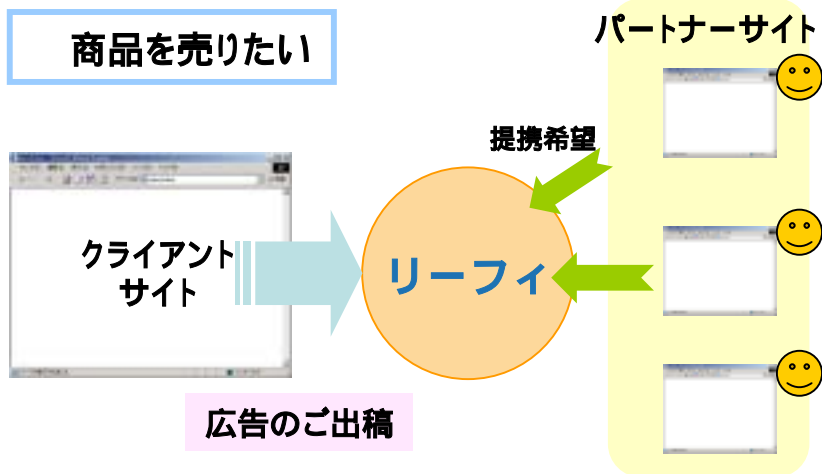 商品を売りたい
パートナーサイト
提携希望
クライアント
サイト
リーフィ
広告のご出稿